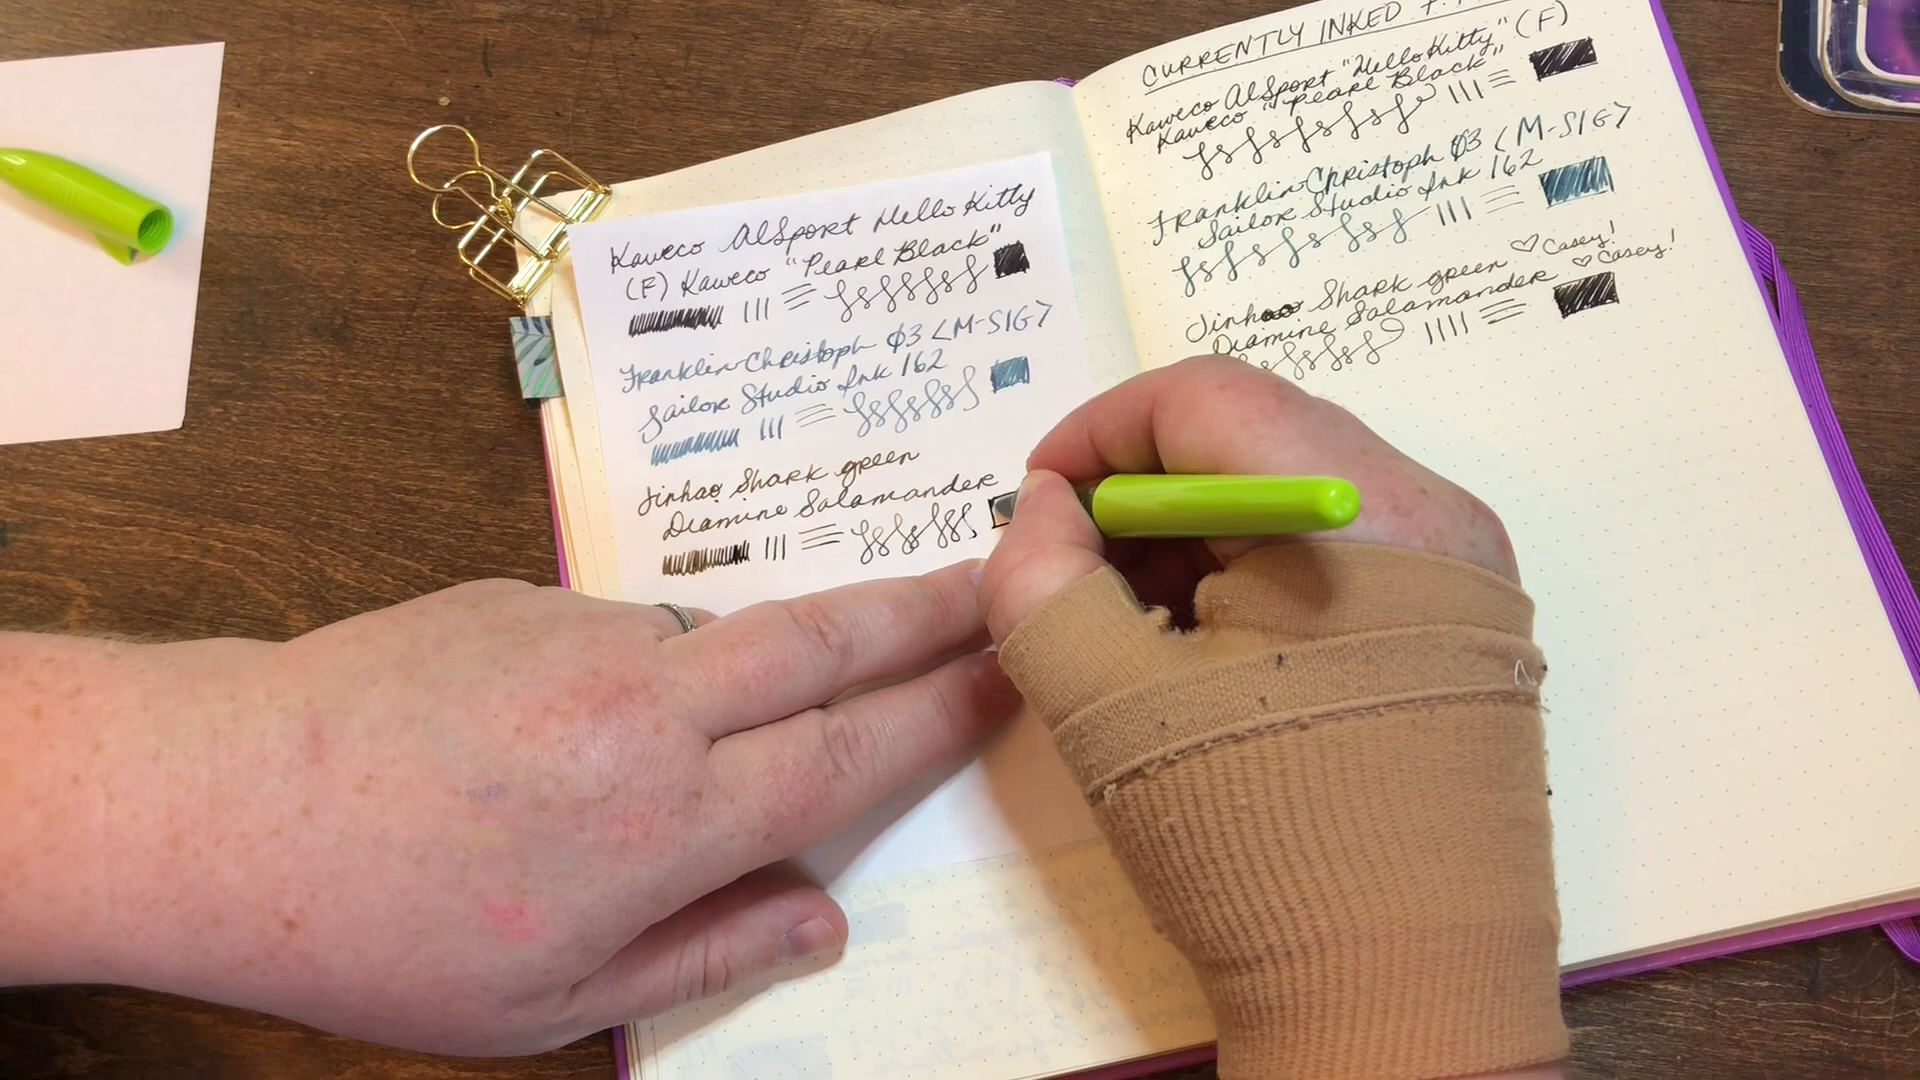 Kaweco AlSport Hello Kitty
(F) Kaweco "Pearl Black"
Franklin-Christoph 03 <M-SIG>
Sailor Studio Ink 162
Jinhao Shark green
Diamine Salamander
CURRENTLY INKED
Kaweco AlSport "Hello Kitty" (F)
Kaweco "Pearl Black"
Franklin-Christoph 03 <M-SIG>
Sailor Studio Ink 162
Jinhao Shark green ♡ Casey!
Diamine Salamander ♡ Casey!